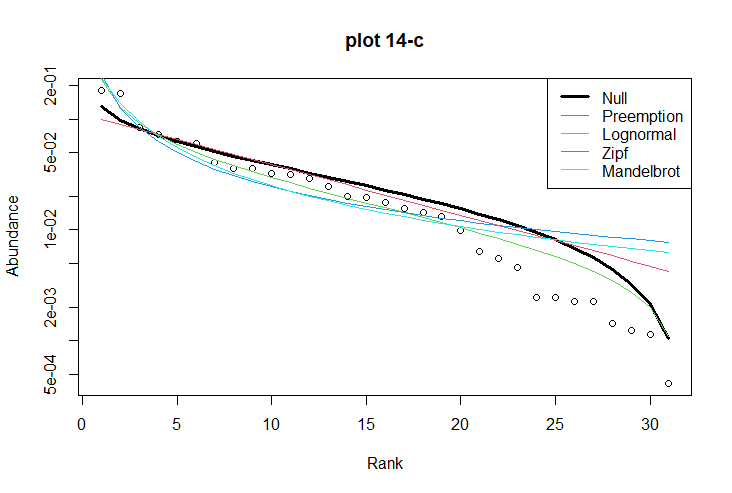 plot 14-c
Null
Preemption
Lognormal
Zipf
Mandelbrot
Abundance
2e-01
5e-02
1e-02
2e-03
5e-04
0 5 10 15 20 25 30
Rank